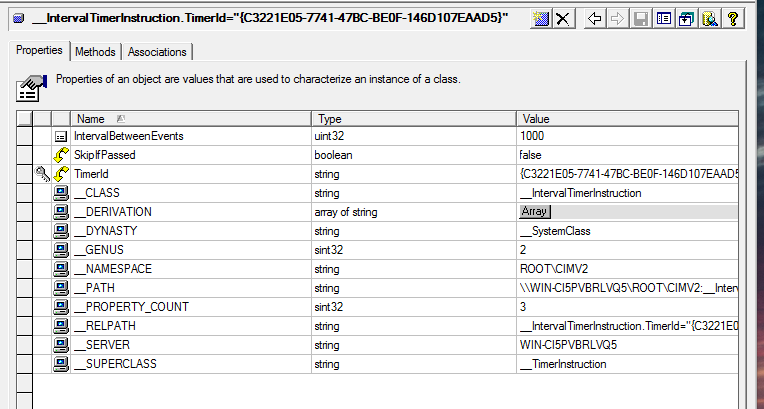 __IntervalTimerInstruction.TimerId="{C3221E05-7741-47BC-BE0F-146D107EAAD5}"
Properties Methods Associations
Properties of an object are values that are used to characterize an instance of a class.
Name Type Value
IntervalBetweenEvents uint32 1000
SkipIfPassed boolean false
TimerId string {C3221E05-7741-47BC-BE0F-146D107EAAD5
__CLASS string __IntervalTimerInstruction
__DERIVATION array of string Array
__DYNASTY string __SystemClass
__GENUS sint32 2
__NAMESPACE string ROOT\CIMV2
__PATH string \\WIN-CI5PVBRLVQ5\ROOT\CIMV2:__Interv
__PROPERTY_COUNT sint32 3
__RELPATH string __IntervalTimerInstruction.TimerId="{C3221E0
__SERVER string WIN-CI5PVBRLVQ5
__SUPERCLASS string __TimerInstruction